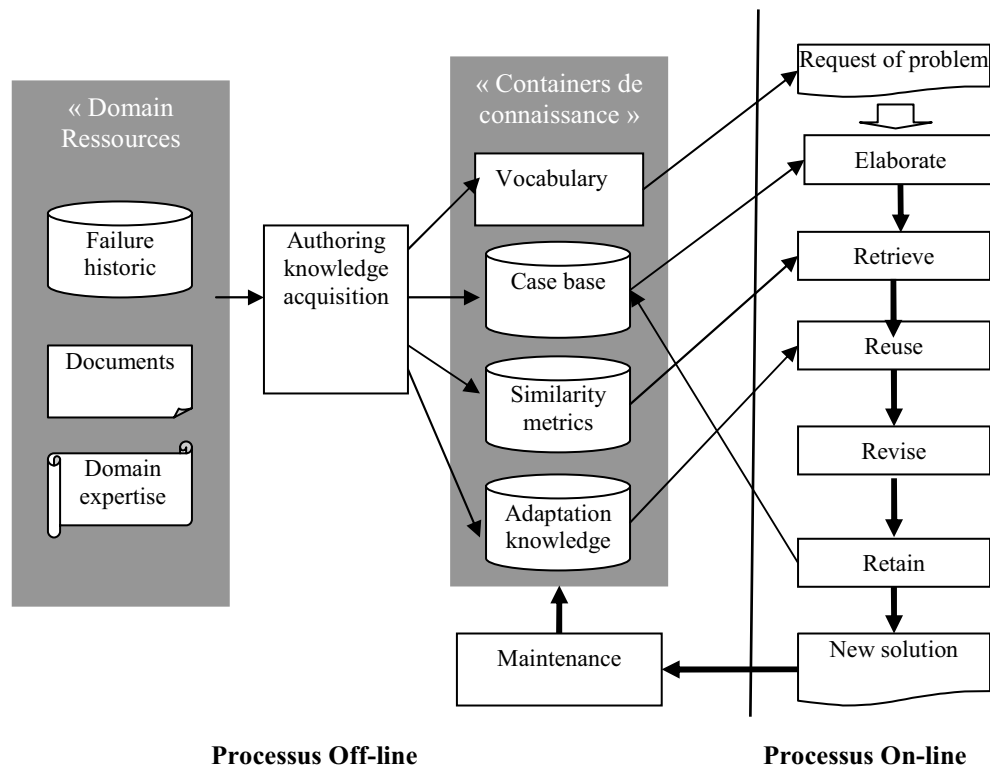 « Domain
Ressources
Failure
historic
Documents
Domain
expertise
Authoring
knowledge
acquisition
« Containers de
connaissance »
Vocabulary
Case base
Similarity
metrics
Adaptation
knowledge
Maintenance
Request of problem
Elaborate
Retrieve
Reuse
Revise
Retain
New solution
Processus Off-line
Processus On-line